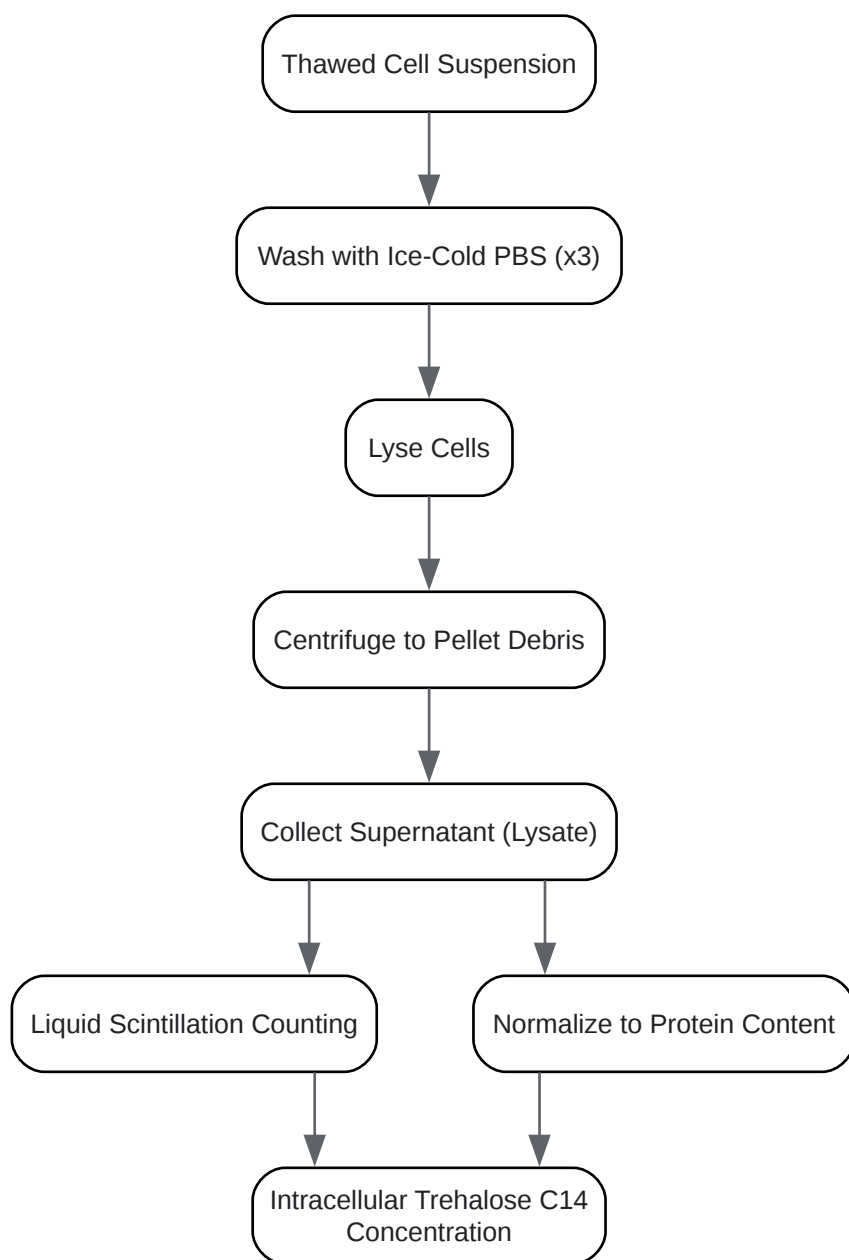 Thawed Cell Suspension
Wash with Ice-Cold PBS (x3)
Lyse Cells
Centrifuge to Pellet Debris
Collect Supernatant (Lysate)
Liquid Scintillation Counting
Normalize to Protein Content
Intracellular Trehalose C14
Concentration